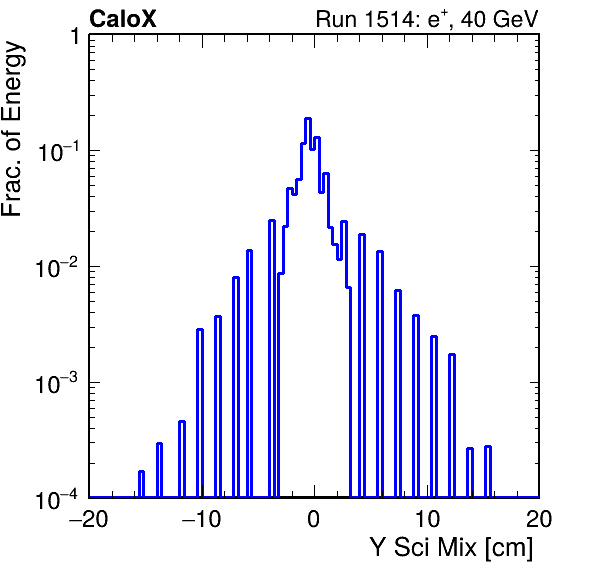 CaloX Run 1514: e⁺, 40 GeV
Frac. of Energy
1
10⁻¹
10⁻²
10⁻³
10⁻⁴
−20 −10 0 10 20
Y Sci Mix [cm]